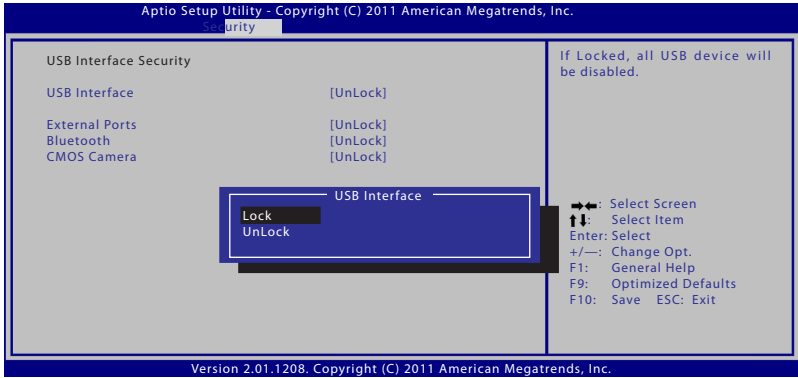 Aptio Setup Utility - Copyright (C) 2011 American Megatrends, Inc.
Security
USB Interface Security
USB Interface [UnLock]
External Ports [UnLock]
Bluetooth [UnLock]
CMOS Camera [UnLock]
USB Interface
Lock
UnLock
If Locked, all USB device will
be disabled.
→←: Select Screen
↑↓: Select Item
Enter: Select
+/—: Change Opt.
F1: General Help
F9: Optimized Defaults
F10: Save ESC: Exit
Version 2.01.1208. Copyright (C) 2011 American Megatrends, Inc.